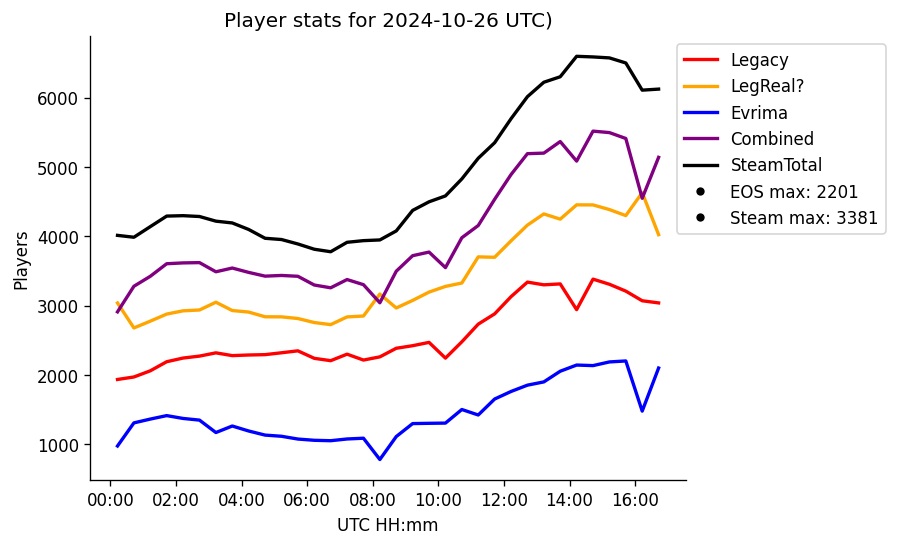 Player stats for 2024-10-26 UTC)
Legacy
LegReal?
Evrima
Combined
SteamTotal
EOS max: 2201
Steam max: 3381
Players
6000
5000
4000
3000
2000
1000
00:00 02:00 04:00 06:00 08:00 10:00 12:00 14:00 16:00
UTC HH:mm